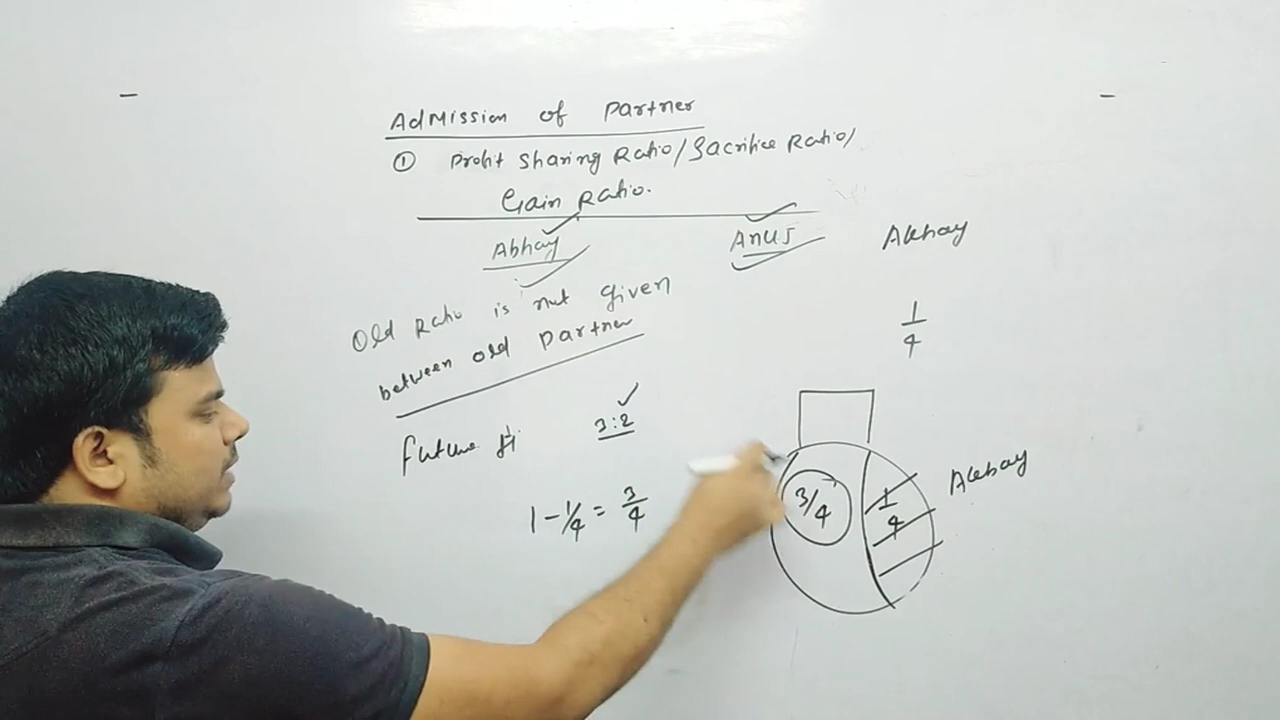 Admission of Partner
① Profit Sharing Ratio/Sacrifice Ratio/
Gain Ratio.
Abhay Anus Akhay
Old Ratio is not given
between old Partner
1/4
future 3:2
1-1/4 = 3/4
3/4 1/4 Akhay